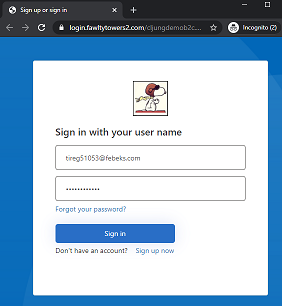 Sign up or sign in
login.fawltytowers2.com/cljungdemob2c...
Incognito (2)
Sign in with your user name
tireg51053@febeks.com
Forgot your password?
Sign in
Don't have an account? Sign up now